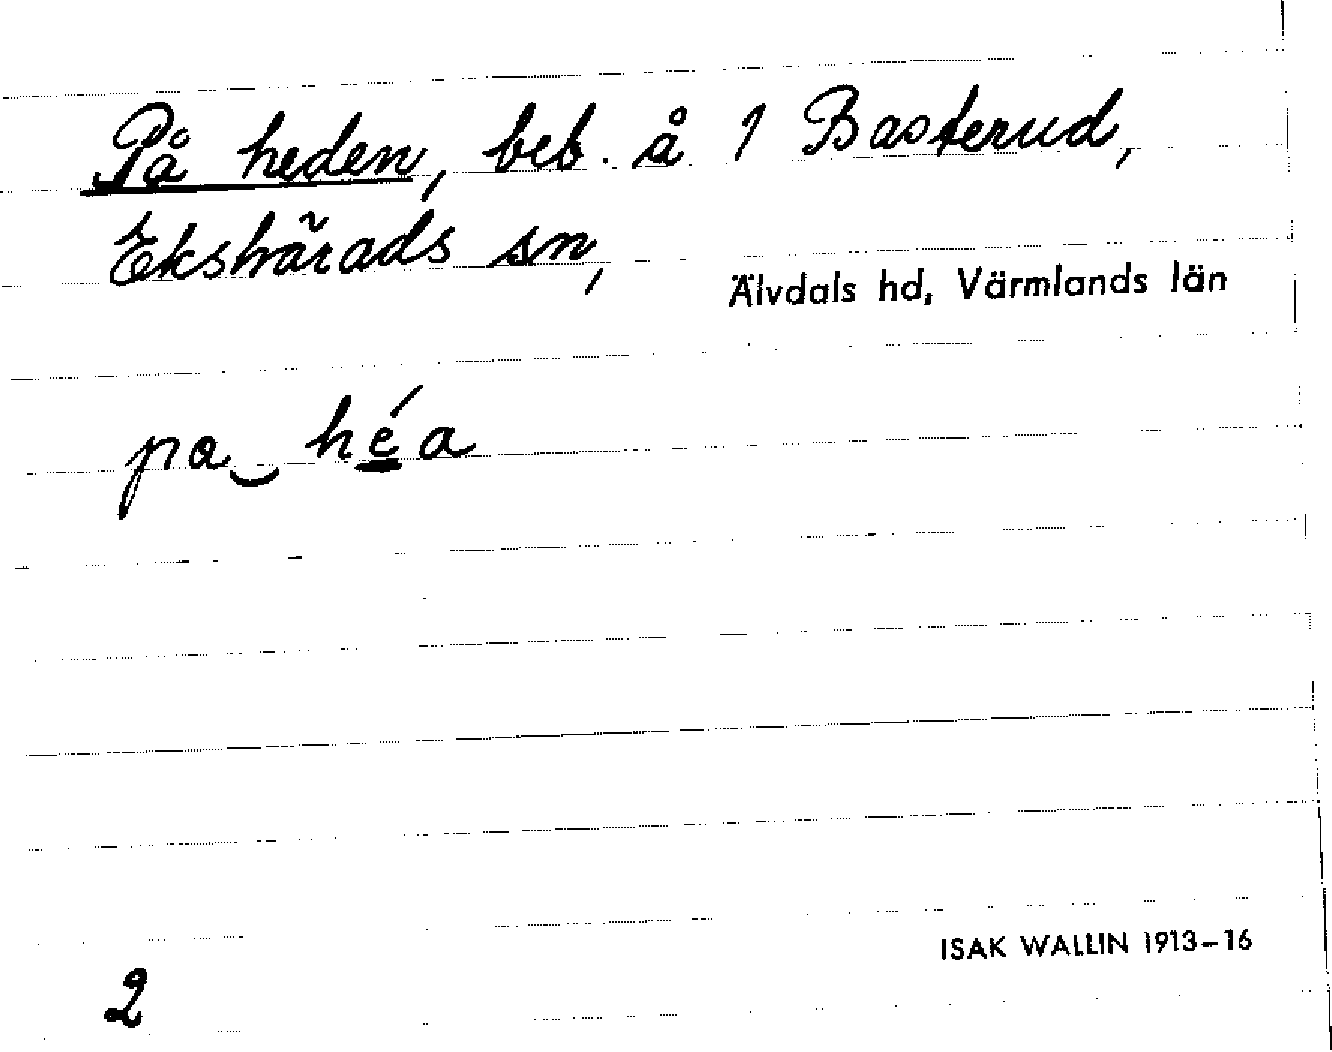 På heden, beb. å 1 Basterud,
Ekshärads sn,
Älvdals hd, Värmlands län
pa‿héa
ISAK WALLIN 1913–16
2